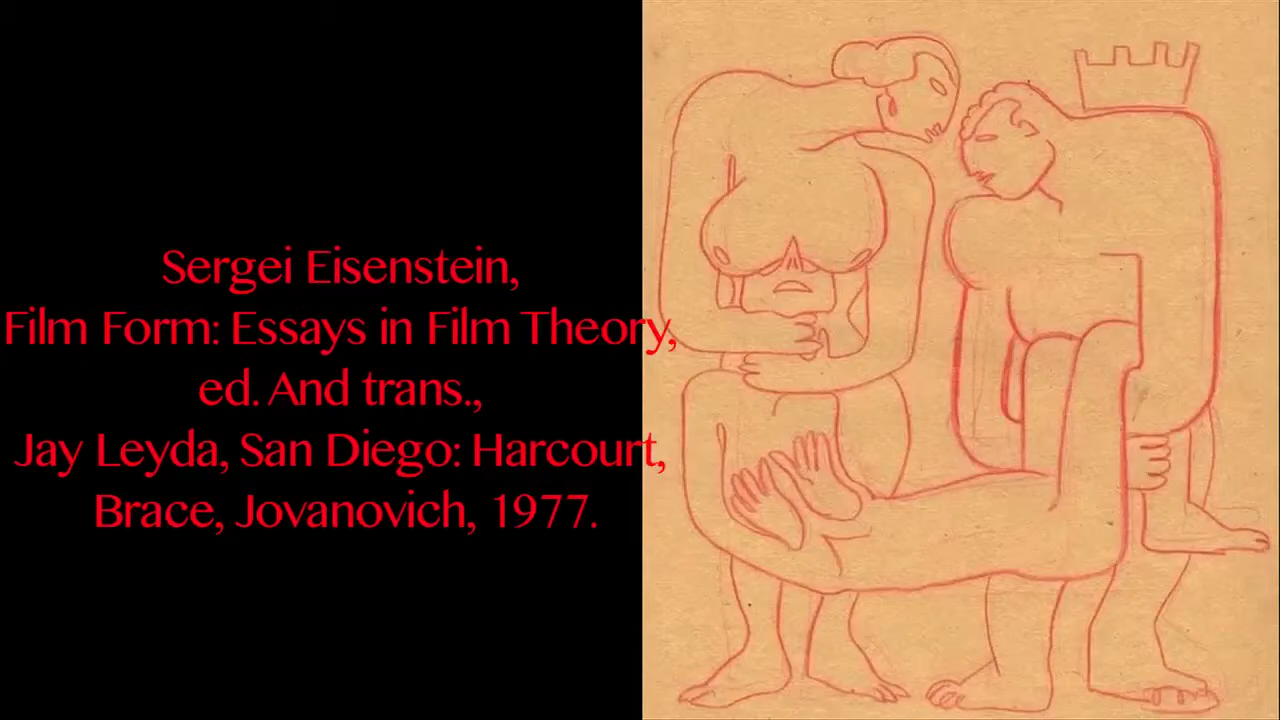 Sergei Eisenstein,
Film Form: Essays in Film Theory,
ed. And trans.,
Jay Leyda, San Diego: Harcourt,
Brace, Jovanovich, 1977.